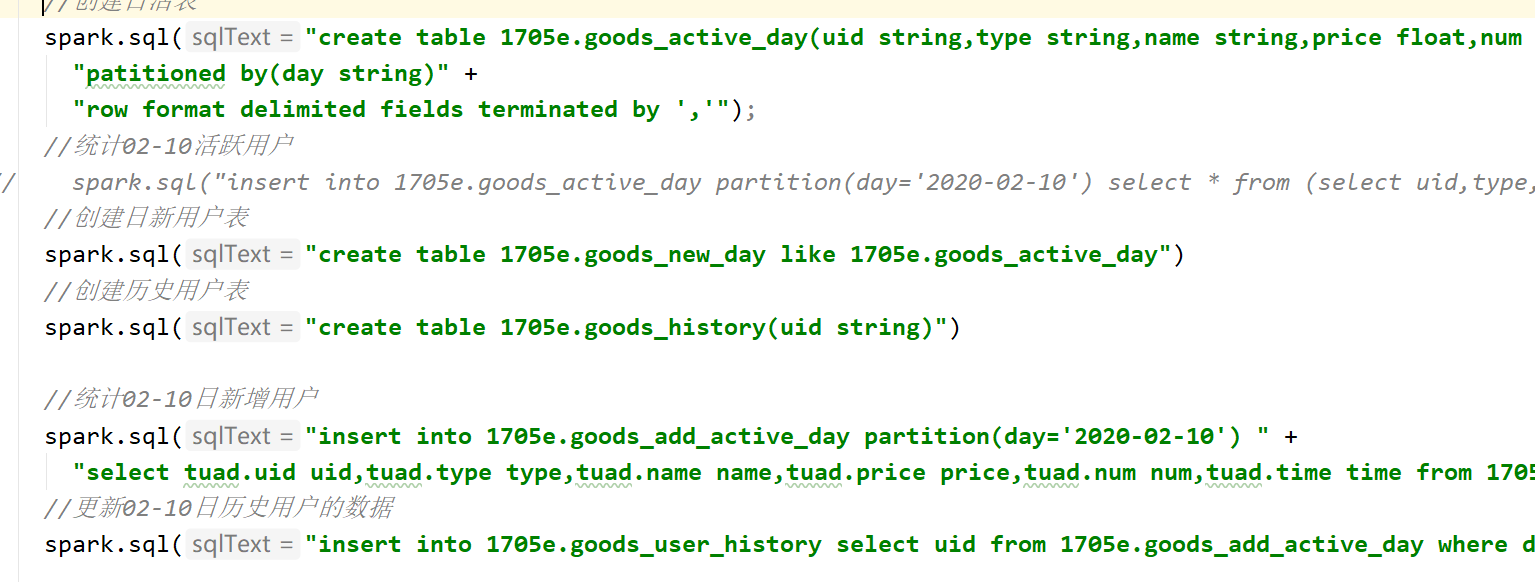 //创建日活表
spark.sql( sqlText = "create table 1705e.goods_active_day(uid string,type string,name string,price float,num
"patitioned by(day string)" +
"row format delimited fields terminated by ','");
//统计02-10活跃用户
// spark.sql("insert into 1705e.goods_active_day partition(day='2020-02-10') select * from (select uid,type,
//创建日新用户表
spark.sql( sqlText = "create table 1705e.goods_new_day like 1705e.goods_active_day")
//创建历史用户表
spark.sql( sqlText = "create table 1705e.goods_history(uid string)")
//统计02-10日新增用户
spark.sql( sqlText = "insert into 1705e.goods_add_active_day partition(day='2020-02-10') " +
"select tuad.uid uid,tuad.type type,tuad.name name,tuad.price price,tuad.num num,tuad.time time from 1705
//更新02-10日历史用户的数据
spark.sql( sqlText = "insert into 1705e.goods_user_history select uid from 1705e.goods_add_active_day where d